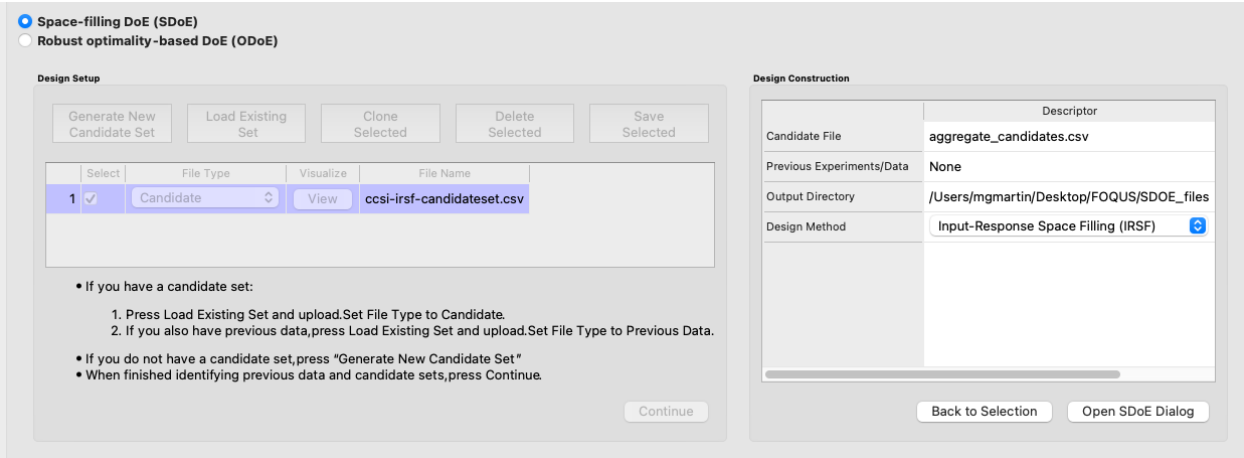 Space-filling DoE (SDoE)
Robust optimality-based DoE (ODoE)
Design Setup
Generate New
Candidate Set
Load Existing
Set
Clone
Selected
Delete
Selected
Save
Selected
Select
File Type
Visualize
File Name
1
Candidate
View
ccsi-irsf-candidateset.csv
• If you have a candidate set:
1. Press Load Existing Set and upload.Set File Type to Candidate.
2. If you also have previous data,press Load Existing Set and upload.Set File Type to Previous Data.
• If you do not have a candidate set,press “Generate New Candidate Set”
• When finished identifying previous data and candidate sets,press Continue.
Continue
Design Construction
Descriptor
Candidate File
aggregate_candidates.csv
Previous Experiments/Data
None
Output Directory
/Users/mgmartin/Desktop/FOQUS/SDOE_files
Design Method
Input-Response Space Filling (IRSF)
Back to Selection
Open SDoE Dialog